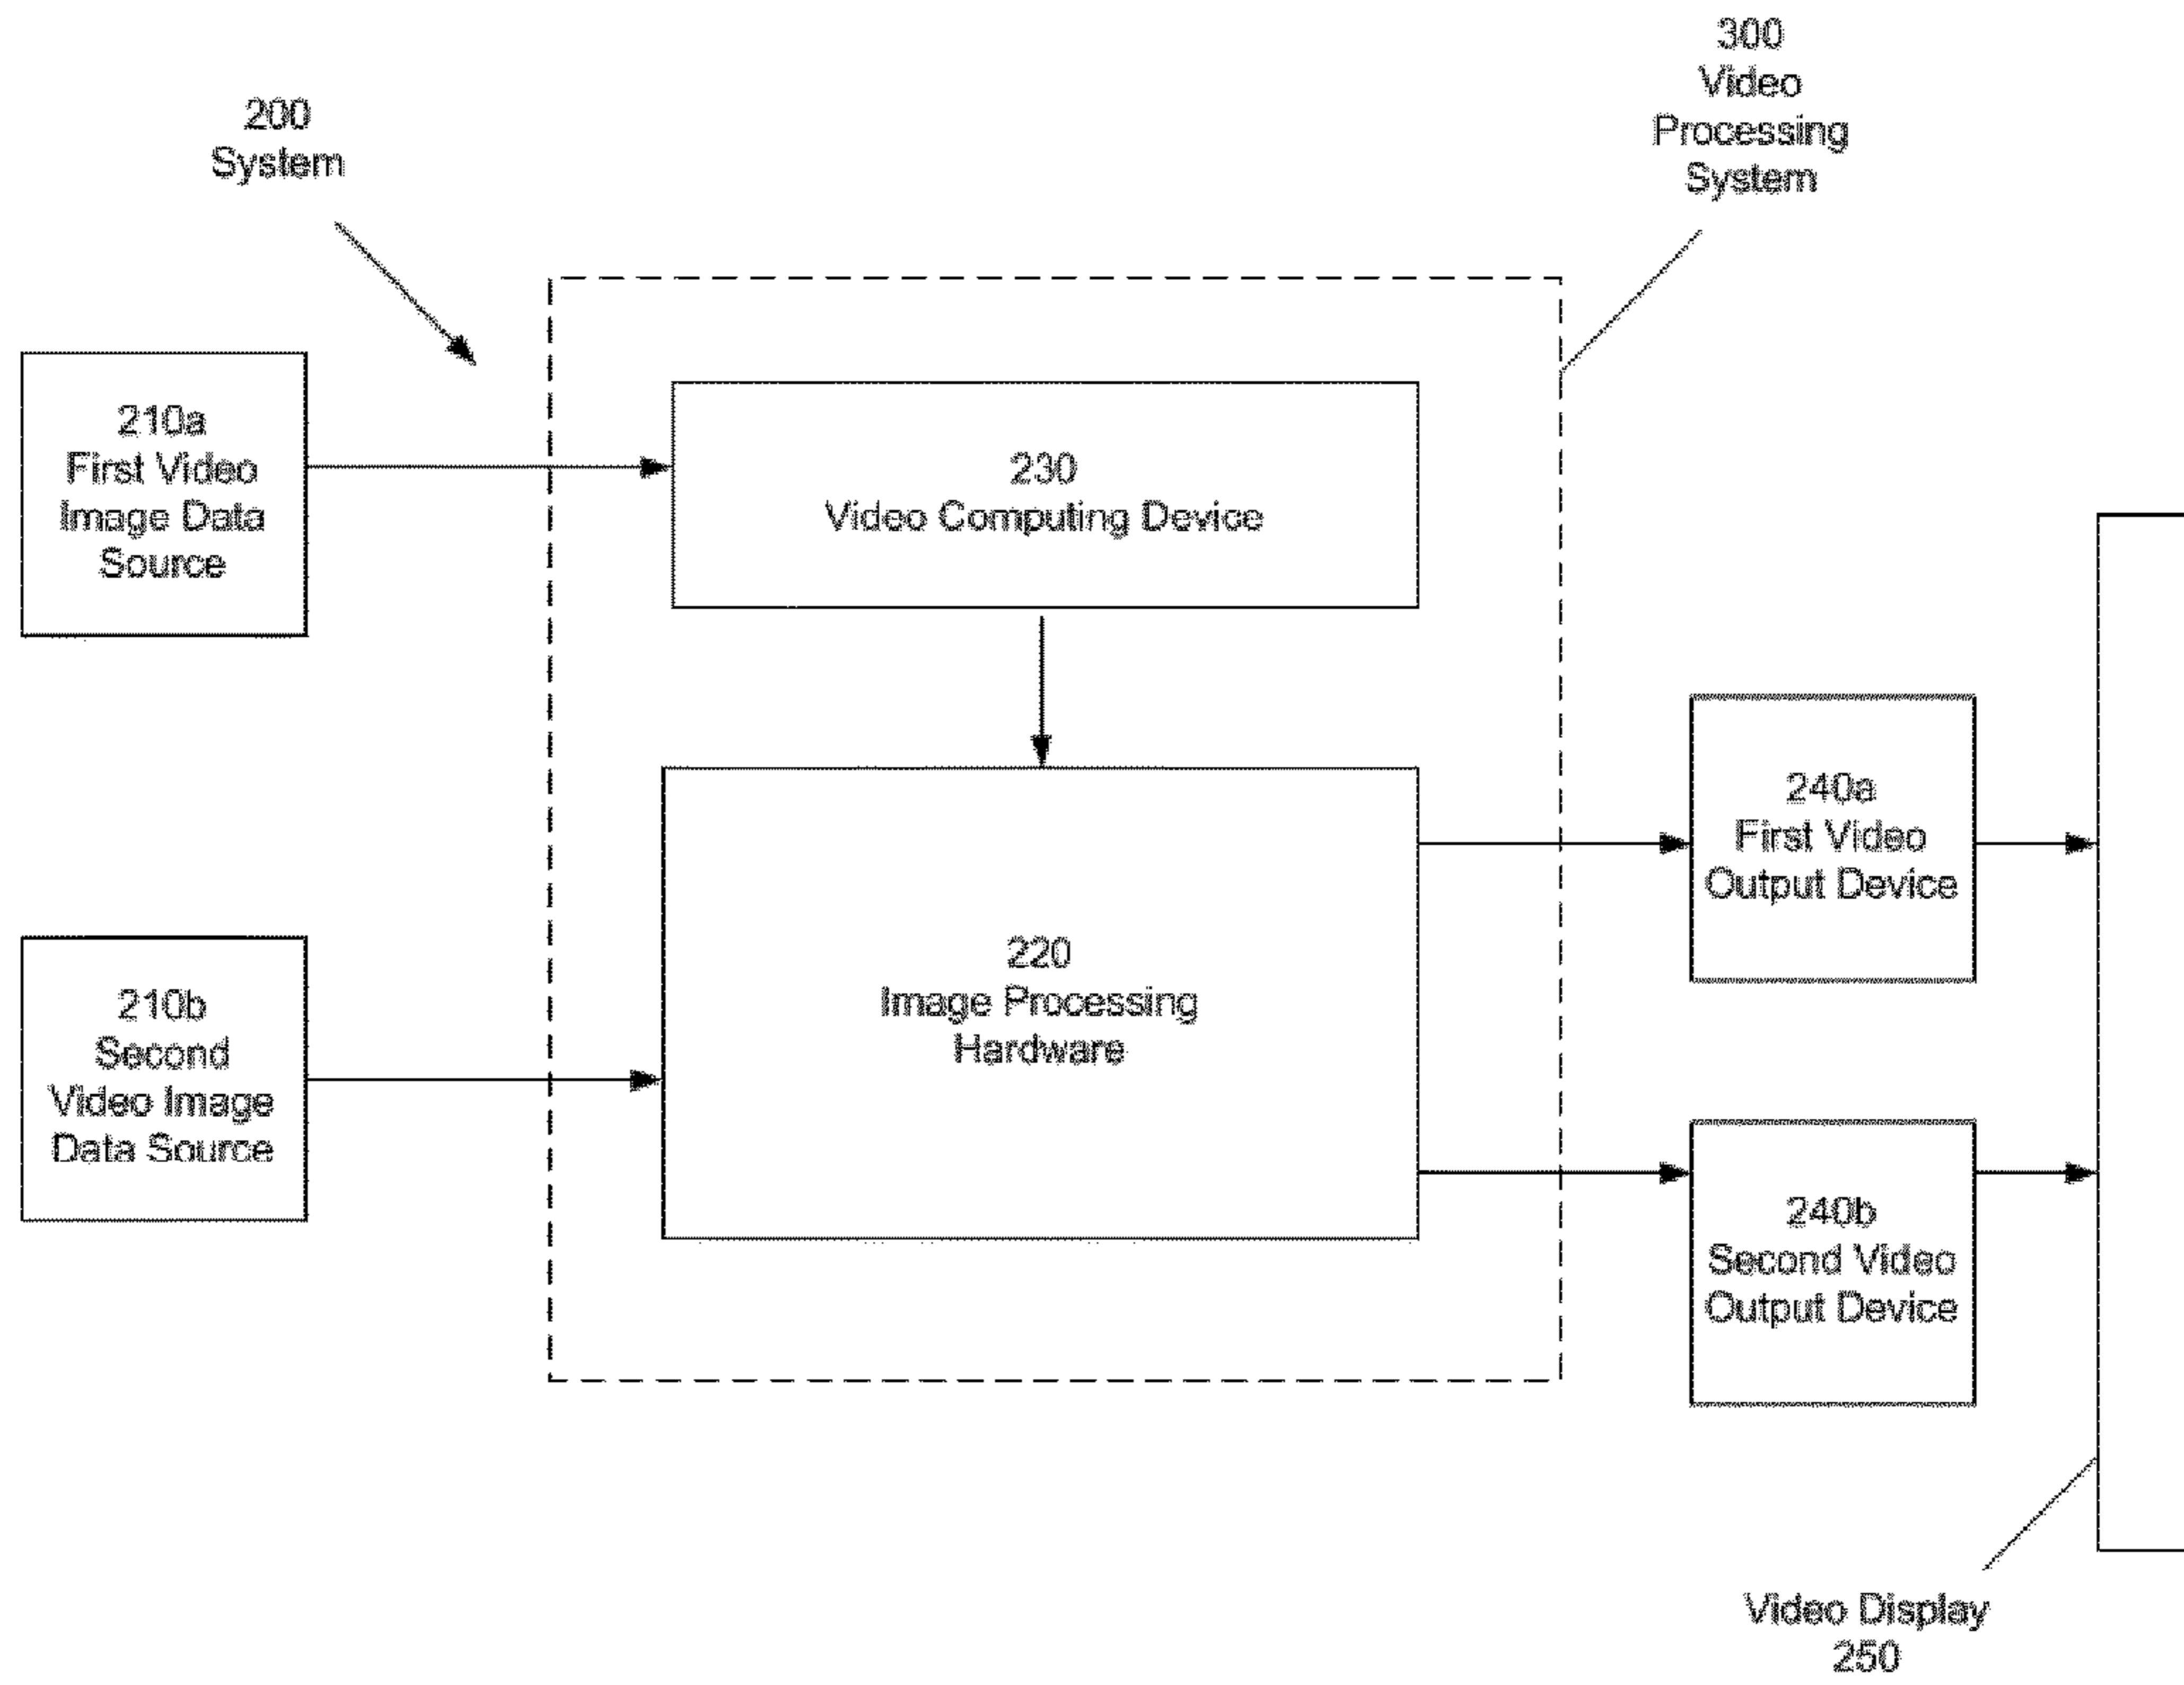 300
Video
Processing
System
200
System
210a
First Video
Image Data
Source
230
Video Computing Device
240a
First Video
Output Device
220
Image Processing
Hardware
210b
Second
Video Image
Data Source
240b
Second Video
Output Device
Video Display
250